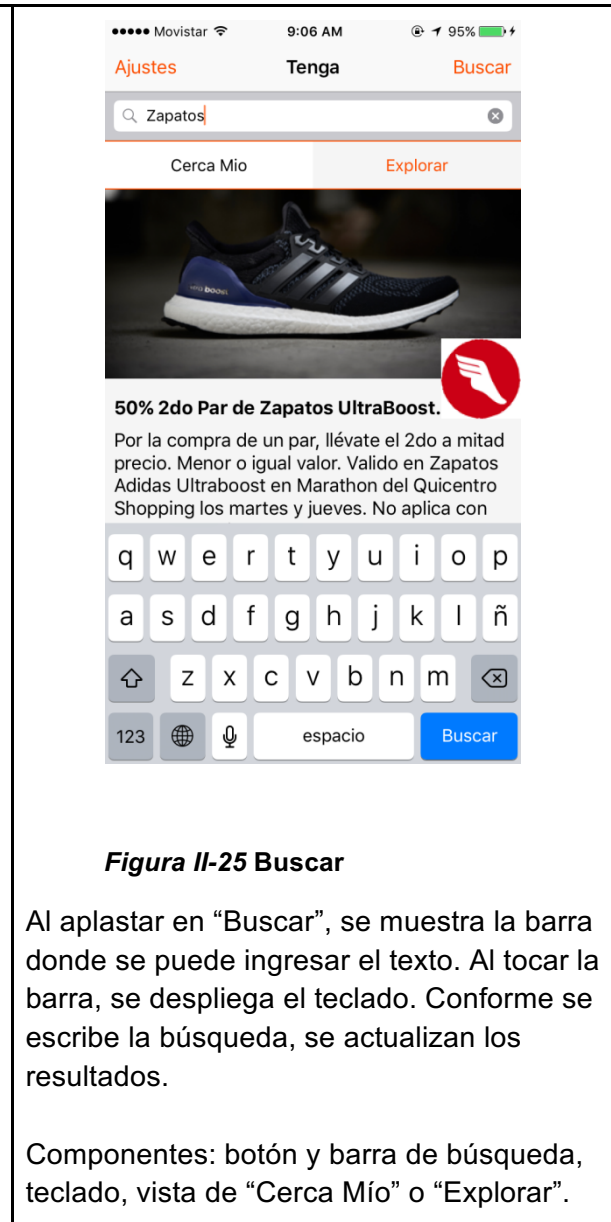 Movistar 9:06 AM 95%
Ajustes Tenga Buscar
Zapatos
Cerca Mio Explorar
ultra boost
50% 2do Par de Zapatos UltraBoost.
Por la compra de un par, llévate el 2do a mitad
precio. Menor o igual valor. Valido en Zapatos
Adidas Ultraboost en Marathon del Quicentro
Shopping los martes y jueves. No aplica con
q w e r t y u i o p
a s d f g h j k l ñ
z x c v b n m
123 espacio Buscar
Figura II-25 Buscar
Al aplastar en “Buscar”, se muestra la barra
donde se puede ingresar el texto. Al tocar la
barra, se despliega el teclado. Conforme se
escribe la búsqueda, se actualizan los
resultados.
Componentes: botón y barra de búsqueda,
teclado, vista de “Cerca Mío” o “Explorar”.